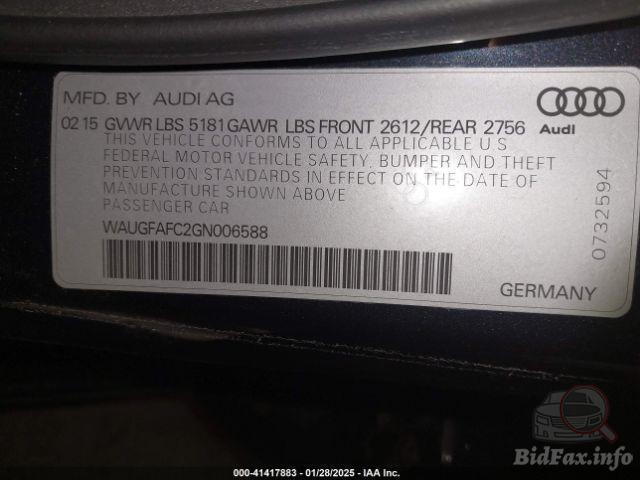 MFD. BY AUDI AG
02 15 GVWR LBS 5181 GAWR LBS FRONT 2612/REAR 2756
Audi
THIS VEHICLE CONFORMS TO ALL APPLICABLE U S
FEDERAL MOTOR VEHICLE SAFETY, BUMPER AND THEFT
PREVENTION STANDARDS IN EFFECT ON THE DATE OF
MANUFACTURE SHOWN ABOVE
PASSENGER CAR
WAUGFAFC2GN006588
0732594
GERMANY
BidFax.info
000-41417883 - 01/28/2025 - IAA Inc.